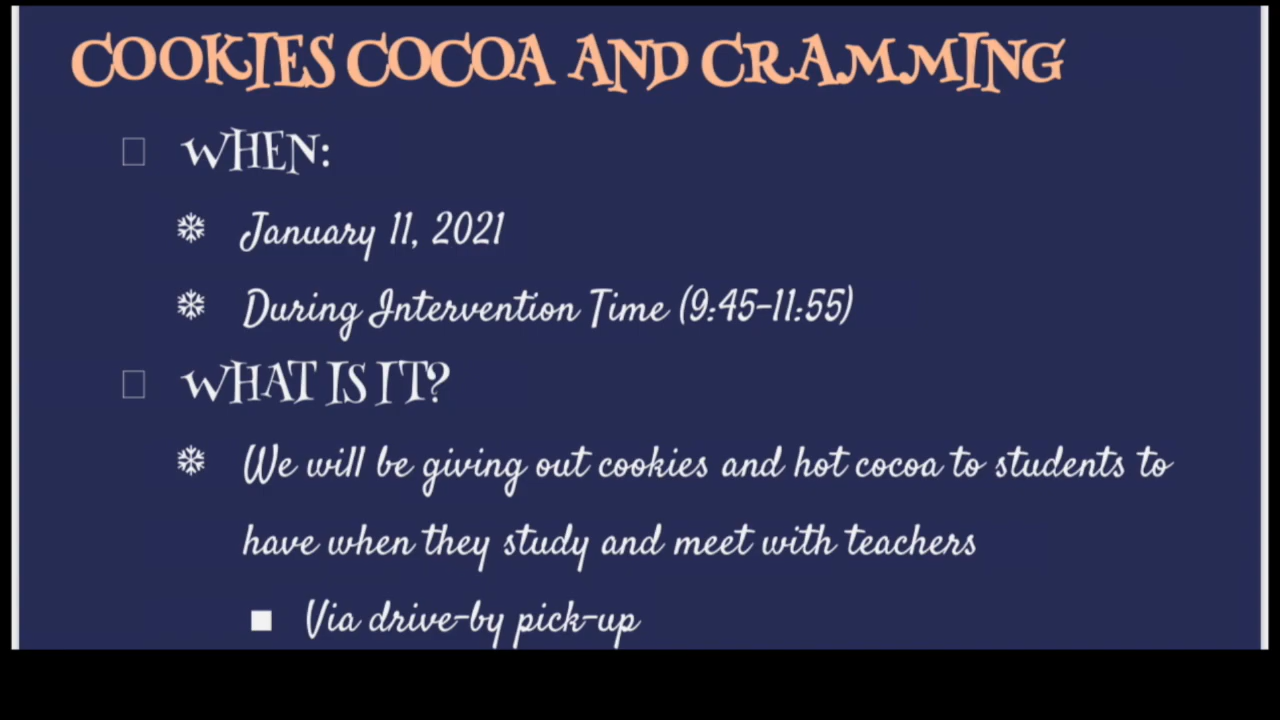 COOKIES COCOA AND CRAMMING
WHEN:
January 11, 2021
During Intervention Time (9:45-11:55)
WHAT IS IT?
We will be giving out cookies and hot cocoa to students to
have when they study and meet with teachers
Via drive-by pick-up